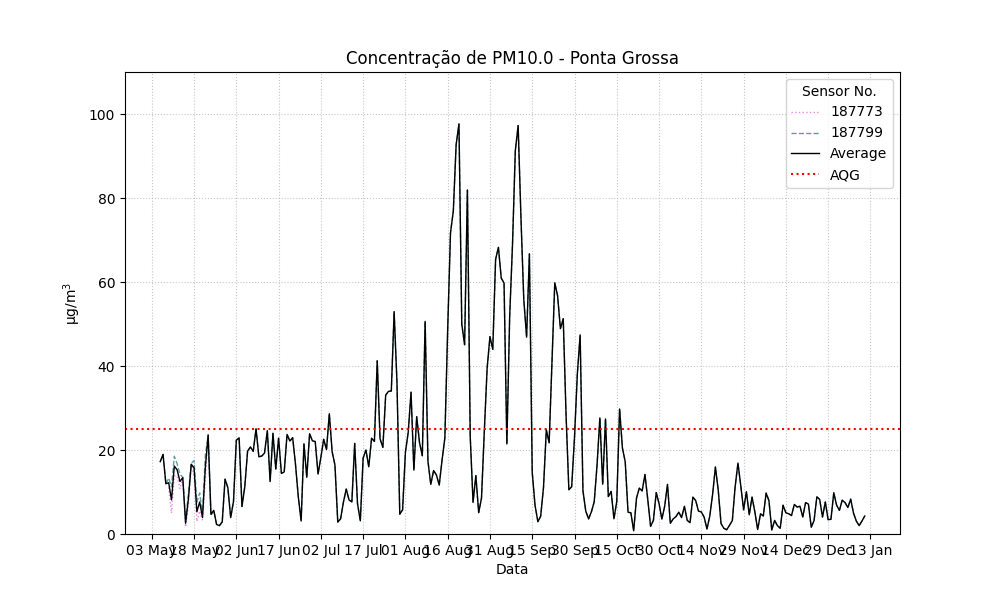 Concentração de PM10.0 - Ponta Grossa
Sensor No.
187773
187799
Average
AQG
100
80
60
40
20
0
µg/m³
03 May 18 May 02 Jun 17 Jun 02 Jul 17 Jul 01 Aug 16 Aug 31 Aug 15 Sep 30 Sep 15 Oct 30 Oct 14 Nov 29 Nov 14 Dec 29 Dec 13 Jan
Data